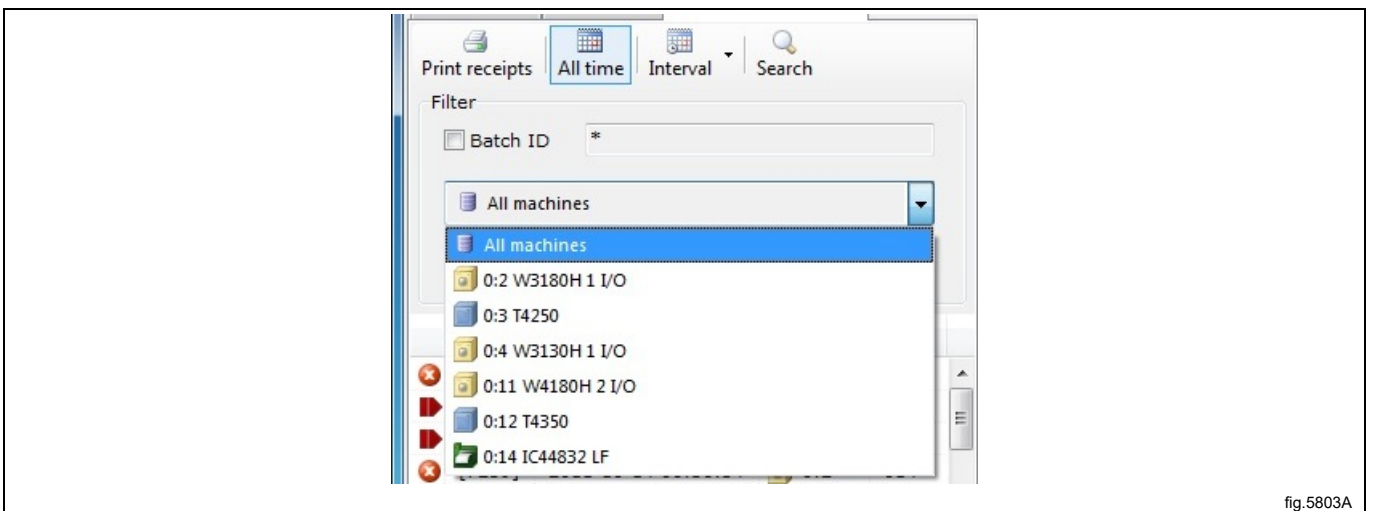 Print receipts All time Interval Search
Filter
Batch ID *
All machines
All machines
0:2 W3180H 1 I/O
0:3 T4250
0:4 W3130H 1 I/O
0:11 W4180H 2 I/O
0:12 T4350
0:14 IC44832 LF
fig.5803A